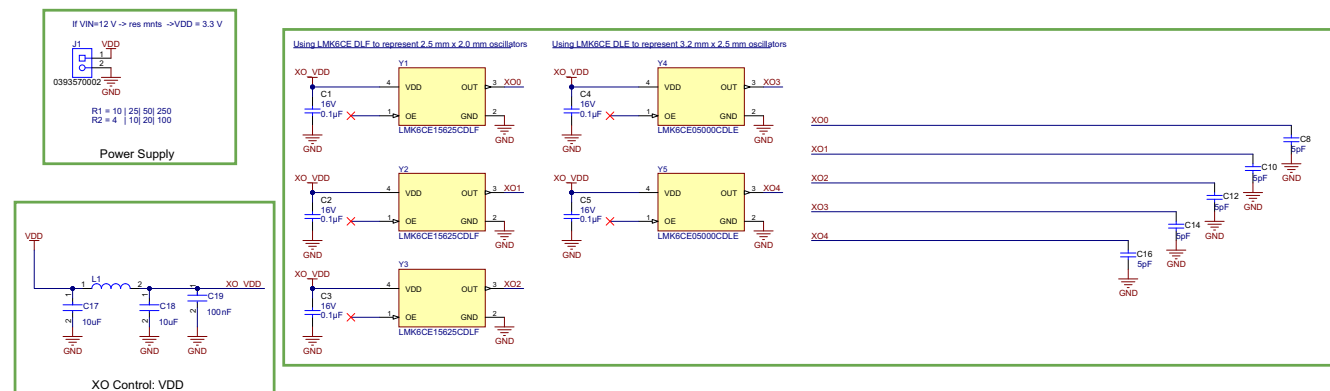 If VIN=12 V -> res mnts ->VDD = 3.3 V
J1
VDD
1
2
0393570002
GND
R1 = 10 | 25| 50| 250
R2 = 4 | 10| 20| 100
Power Supply
VDD
L1
1
2
XO_VDD
1
C17
2
10uF
GND
1
C18
2
10uF
GND
1
C19
2
100nF
GND
XO Control: VDD
Using LMK6CE DLF to represent 2.5 mm x 2.0 mm oscillators
Using LMK6CE DLE to represent 3.2 mm x 2.5 mm oscillators
XO_VDD
C1
16V
0.1µF
GND
Y1
4
VDD
OUT
3
XO0
1
OE
GND
2
LMK6CE15625CDLF
GND
XO_VDD
C4
16V
0.1µF
GND
Y4
4
VDD
OUT
3
XO3
1
OE
GND
2
LMK6CE05000CDLE
GND
XO_VDD
C2
16V
0.1µF
GND
Y2
4
VDD
OUT
3
XO1
1
OE
GND
2
LMK6CE15625CDLF
GND
XO_VDD
C5
16V
0.1µF
GND
Y5
4
VDD
OUT
3
XO4
1
OE
GND
2
LMK6CE05000CDLE
GND
XO_VDD
C3
16V
0.1µF
GND
Y3
4
VDD
OUT
3
XO2
1
OE
GND
2
LMK6CE15625CDLF
GND
XO0
C8
5pF
GND
XO1
C10
5pF
GND
XO2
C12
5pF
GND
XO3
C14
5pF
GND
XO4
C16
5pF
GND